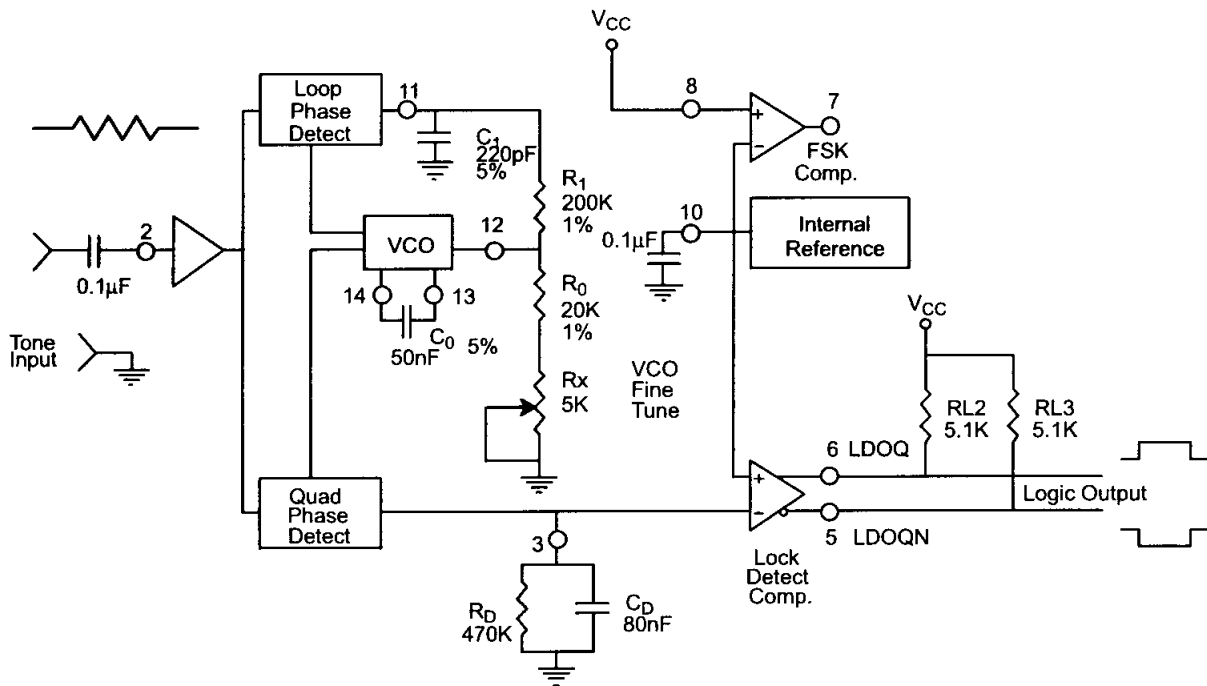 VCC
Loop
Phase
Detect
11
C1
220pF
5%
8
+
−
7
FSK
Comp.
R1
200K
1%
2
0.1μF
VCO
12
14
13
C0 5%
50nF
R0
20K
1%
10
0.1μF
Internal
Reference
Tone
Input
Rx
5K
VCO
Fine
Tune
VCC
RL2
5.1K
RL3
5.1K
Quad
Phase
Detect
+
−
6 LDOQ
Logic Output
5 LDOQN
Lock
Detect
Comp.
3
RD
470K
CD
80nF